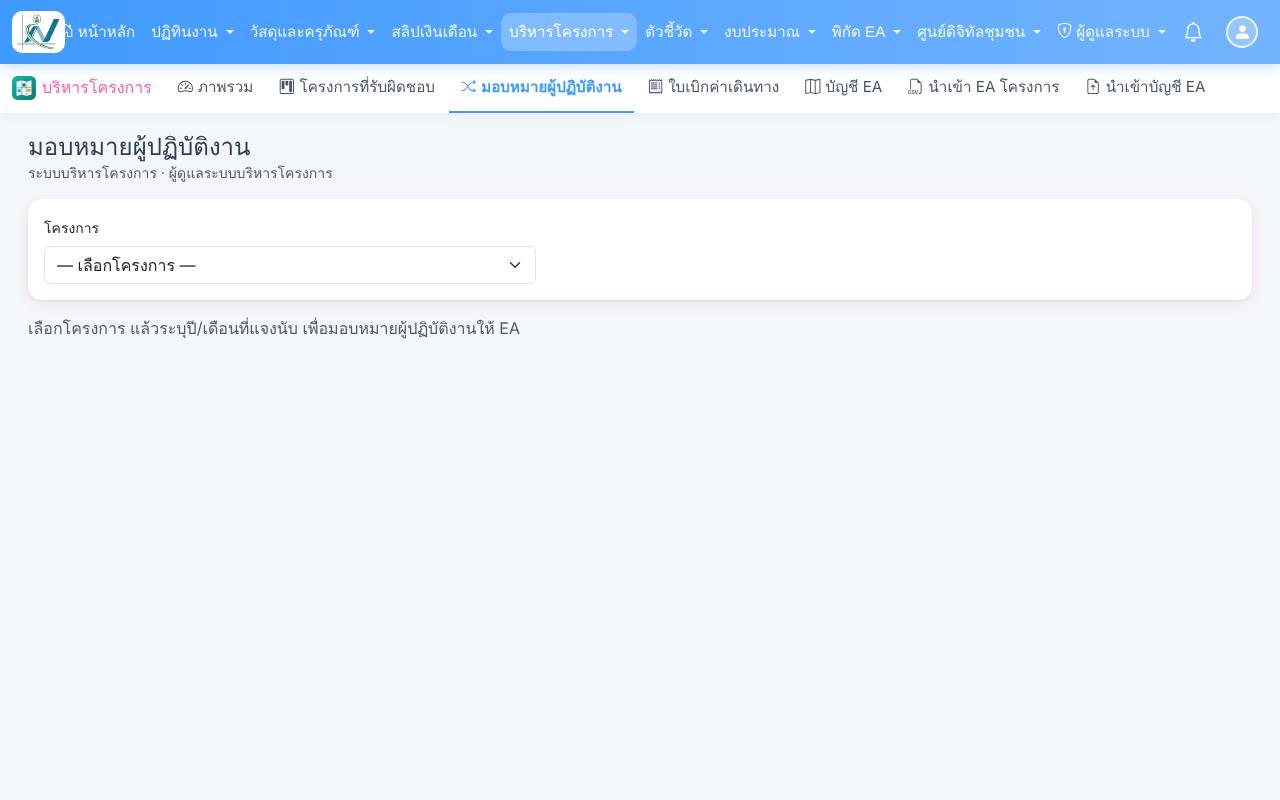 หน้าหลัก ปฏิทินงาน วัสดุและครุภัณฑ์ สลิปเงินเดือน บริหารโครงการ ตัวชี้วัด งบประมาณ พิกัด EA ศูนย์ดิจิทัลชุมชน ผู้ดูแลระบบ
บริหารโครงการ ภาพรวม โครงการที่รับผิดชอบ มอบหมายผู้ปฏิบัติงาน ใบเบิกค่าเดินทาง บัญชี EA นำเข้า EA โครงการ นำเข้าบัญชี EA
มอบหมายผู้ปฏิบัติงาน
ระบบบริหารโครงการ · ผู้ดูแลระบบบริหารโครงการ
โครงการ
— เลือกโครงการ —
เลือกโครงการ แล้วระบุปี/เดือนที่แจงนับ เพื่อมอบหมายผู้ปฏิบัติงานให้ EA